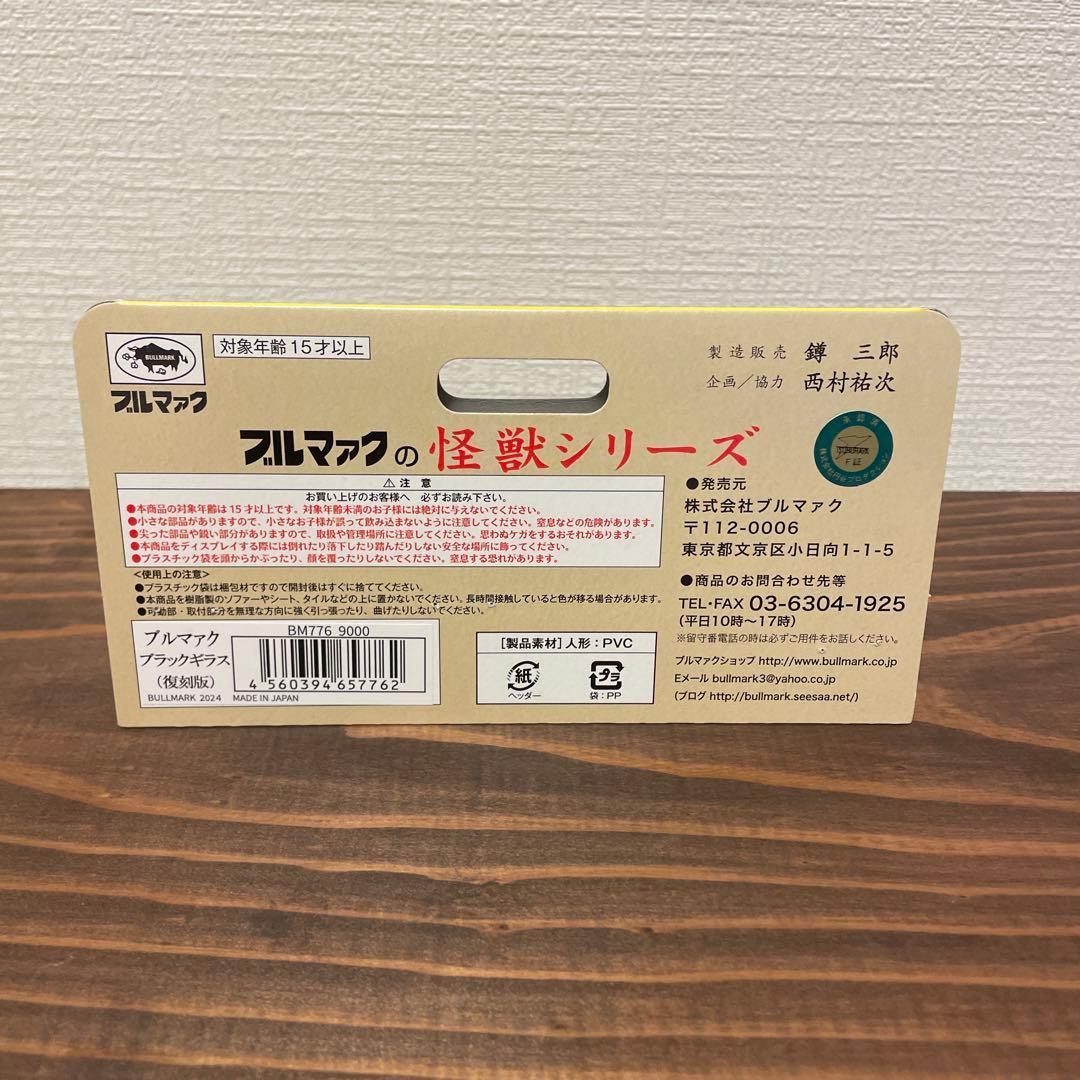 BULLMARK
ブルマァク
対象年齢15才以上
製造販売 鐏 三郎
企画／協力 西村祐次
ブルマァクの怪獣シリーズ
承認済
F証
株式会社円谷プロダクション
⚠ 注 意
お買い上げのお客様へ 必ずお読み下さい。
●本商品の対象年齢は15才以上です。対象年齢未満のお子様には絶対に与えないでください。
●小さな部品がありますので、小さなお子様が誤って飲み込まないように注意してください。窒息などの危険があります。
●尖った部品や鋭い部分がありますので、取扱や管理場所に注意してください。思わぬケガをするおそれがあります。
●本商品をディスプレイする際には倒れたり落下したり踏んだりしない安全な場所に飾ってください。
●プラスチック袋を頭からかぶったり、顔を覆ったりしないでください。窒息する恐れがあります。
<使用上の注意>
●プラスチック袋は梱包材ですので開封後はすぐに捨ててください。
●本商品を樹脂製のソファーやシート、タイルなどの上に置かないでください。長時間接触していると色が移る場合があります。
●可動部・取付部分を無理な方向に強く引っ張ったり、曲げたりしないでください。
ブルマァク
ブラックギラス
（復刻版）
BULLMARK 2024 MADE IN JAPAN
BM776 9000
4 560394 657762
［製品素材］人形：PVC
紙
ヘッダー
プラ
袋：PP
●発売元
株式会社ブルマァク
〒112-0006
東京都文京区小日向1-1-5
●商品のお問合わせ先等
TEL・FAX 03-6304-1925
(平日10時〜17時)
※留守番電話の時は必ずご用件をお話しください。
ブルマァクショップ http://www.bullmark.co.jp
Eメール bullmark3@yahoo.co.jp
(ブログ http://bullmark.seesaa.net/)